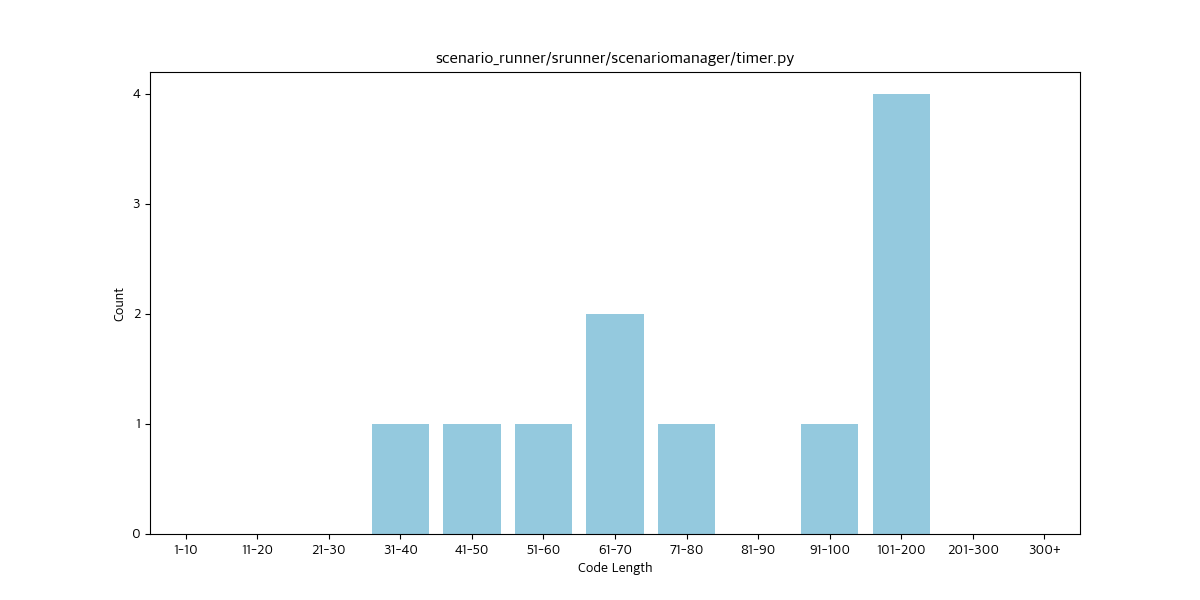 scenario_runner/srunner/scenariomanager/timer.py
Count
4
3
2
1
0
1-10 11-20 21-30 31-40 41-50 51-60 61-70 71-80 81-90 91-100 101-200 201-300 300+
Code Length